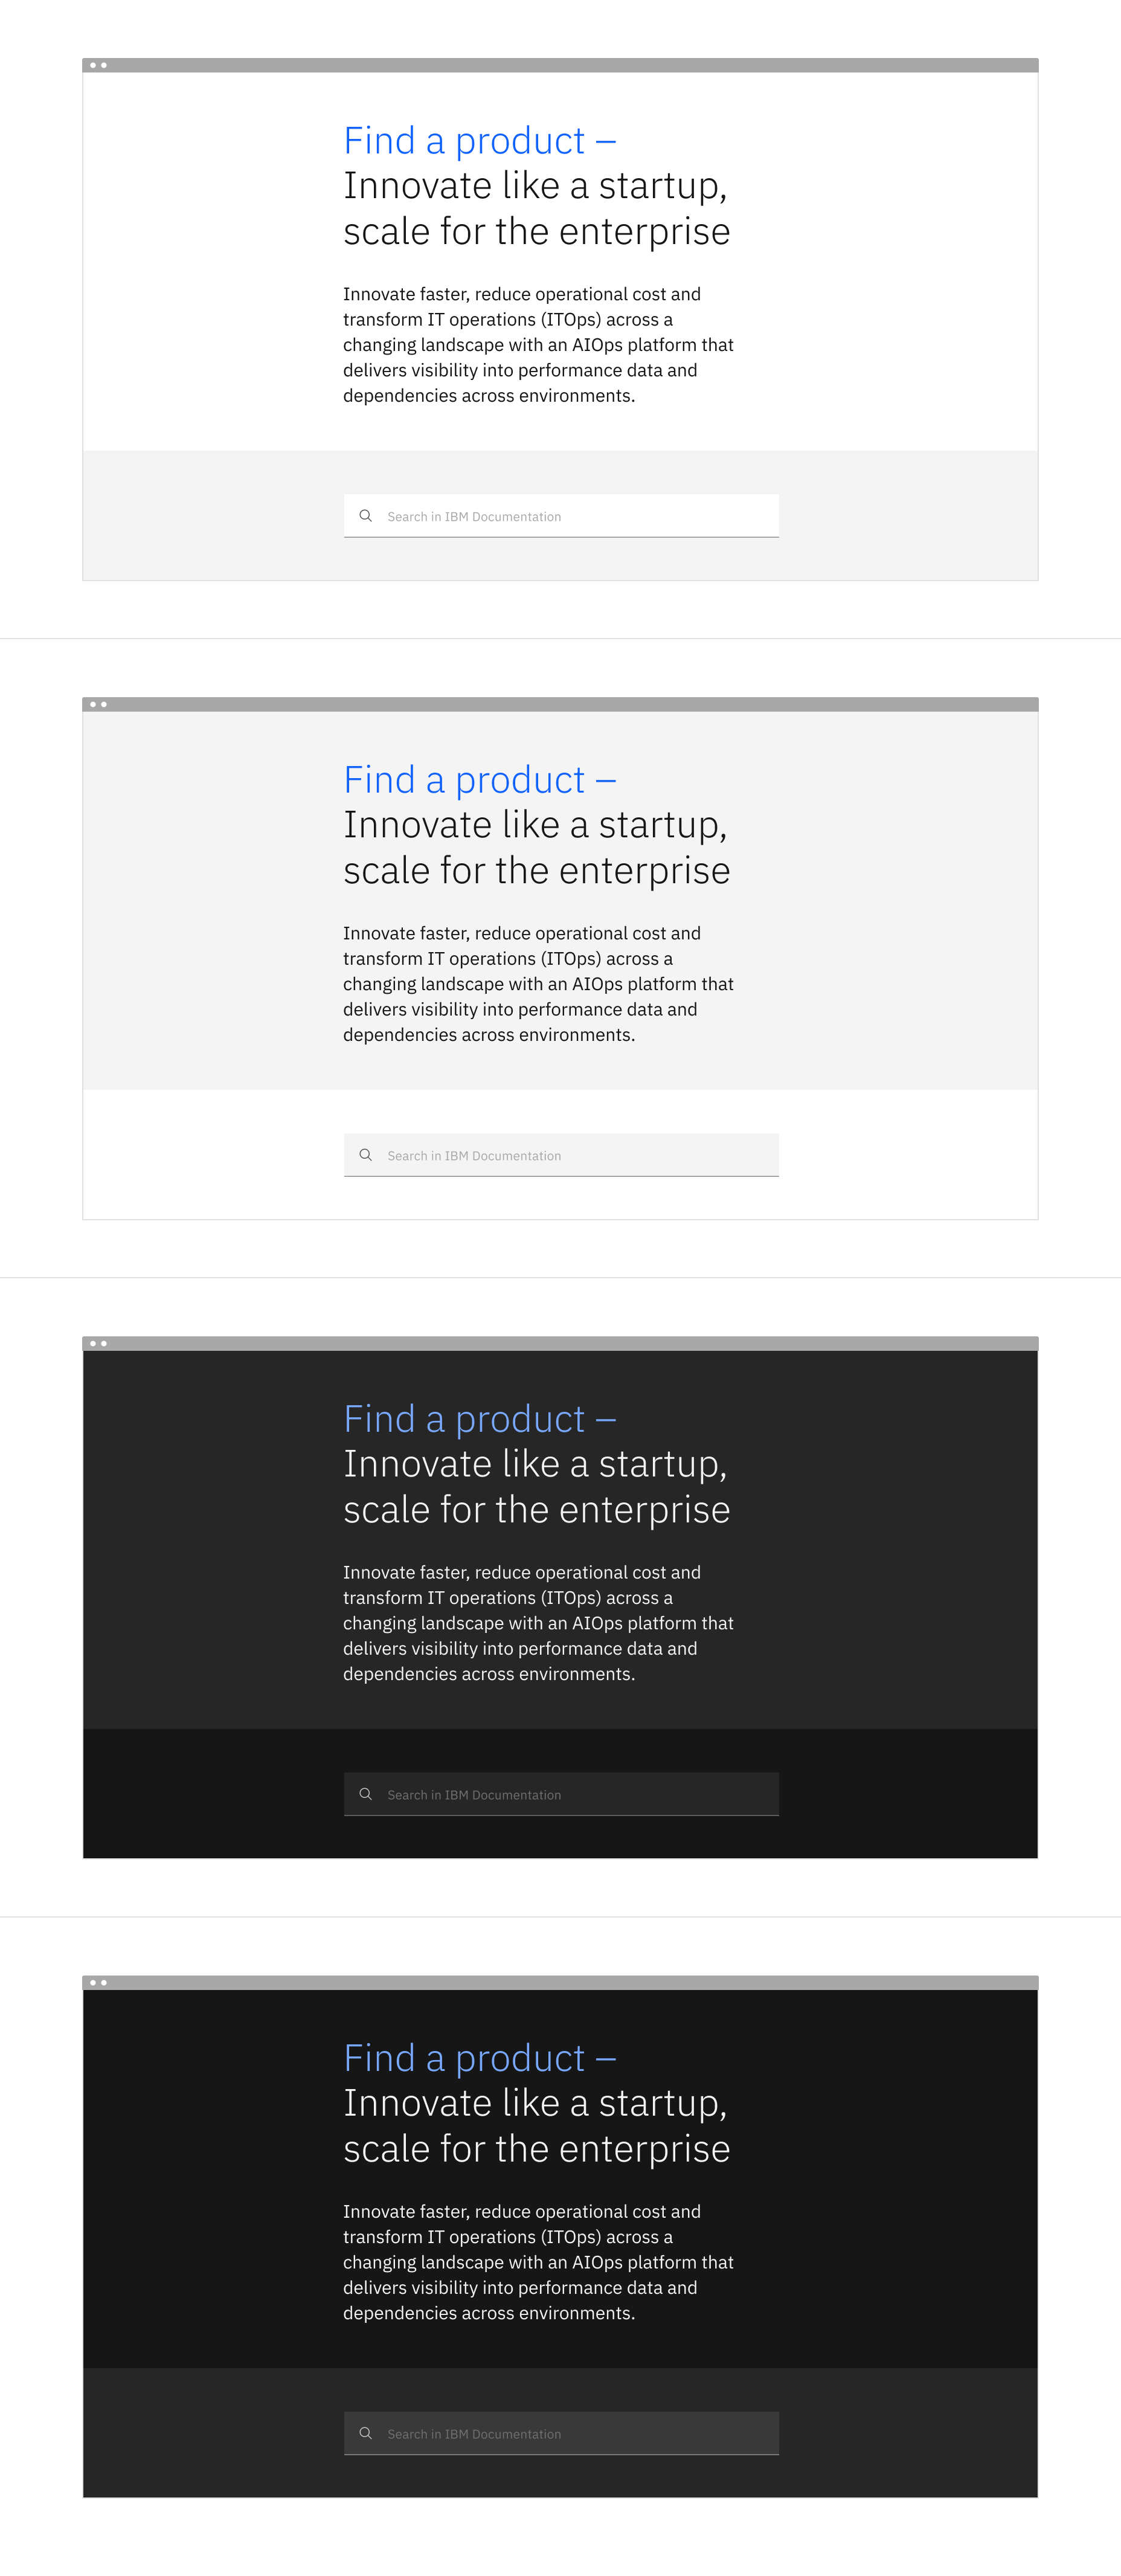 Find a product –
Innovate like a startup,
scale for the enterprise
Innovate faster, reduce operational cost and
transform IT operations (ITOps) across a
changing landscape with an AIOps platform that
delivers visibility into performance data and
dependencies across environments.
Search in IBM Documentation
Find a product –
Innovate like a startup,
scale for the enterprise
Innovate faster, reduce operational cost and
transform IT operations (ITOps) across a
changing landscape with an AIOps platform that
delivers visibility into performance data and
dependencies across environments.
Search in IBM Documentation
Find a product –
Innovate like a startup,
scale for the enterprise
Innovate faster, reduce operational cost and
transform IT operations (ITOps) across a
changing landscape with an AIOps platform that
delivers visibility into performance data and
dependencies across environments.
Search in IBM Documentation
Find a product –
Innovate like a startup,
scale for the enterprise
Innovate faster, reduce operational cost and
transform IT operations (ITOps) across a
changing landscape with an AIOps platform that
delivers visibility into performance data and
dependencies across environments.
Search in IBM Documentation